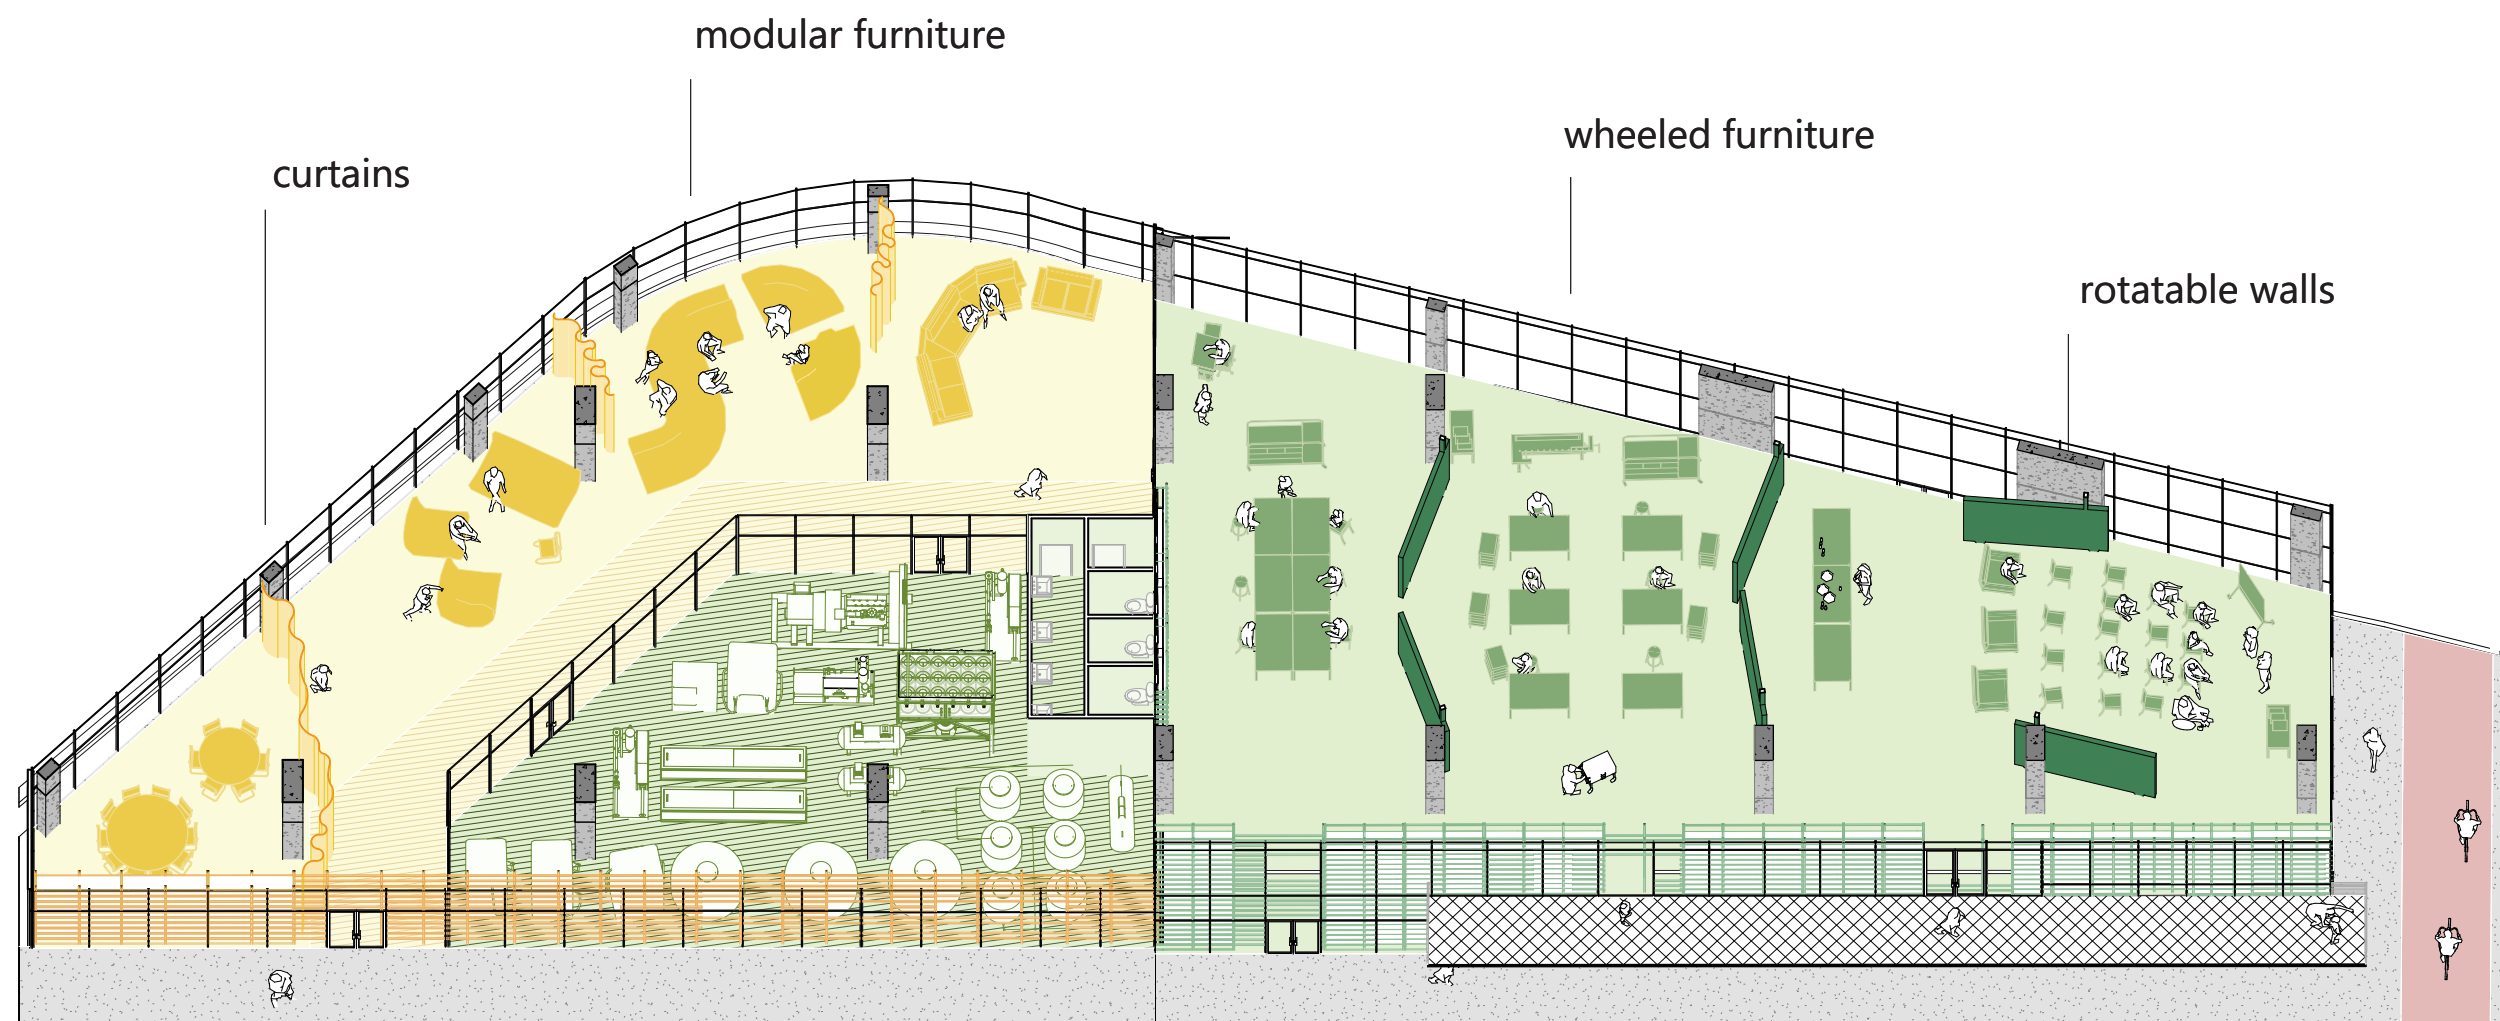 modular furniture
wheeled furniture
curtains
rotatable walls